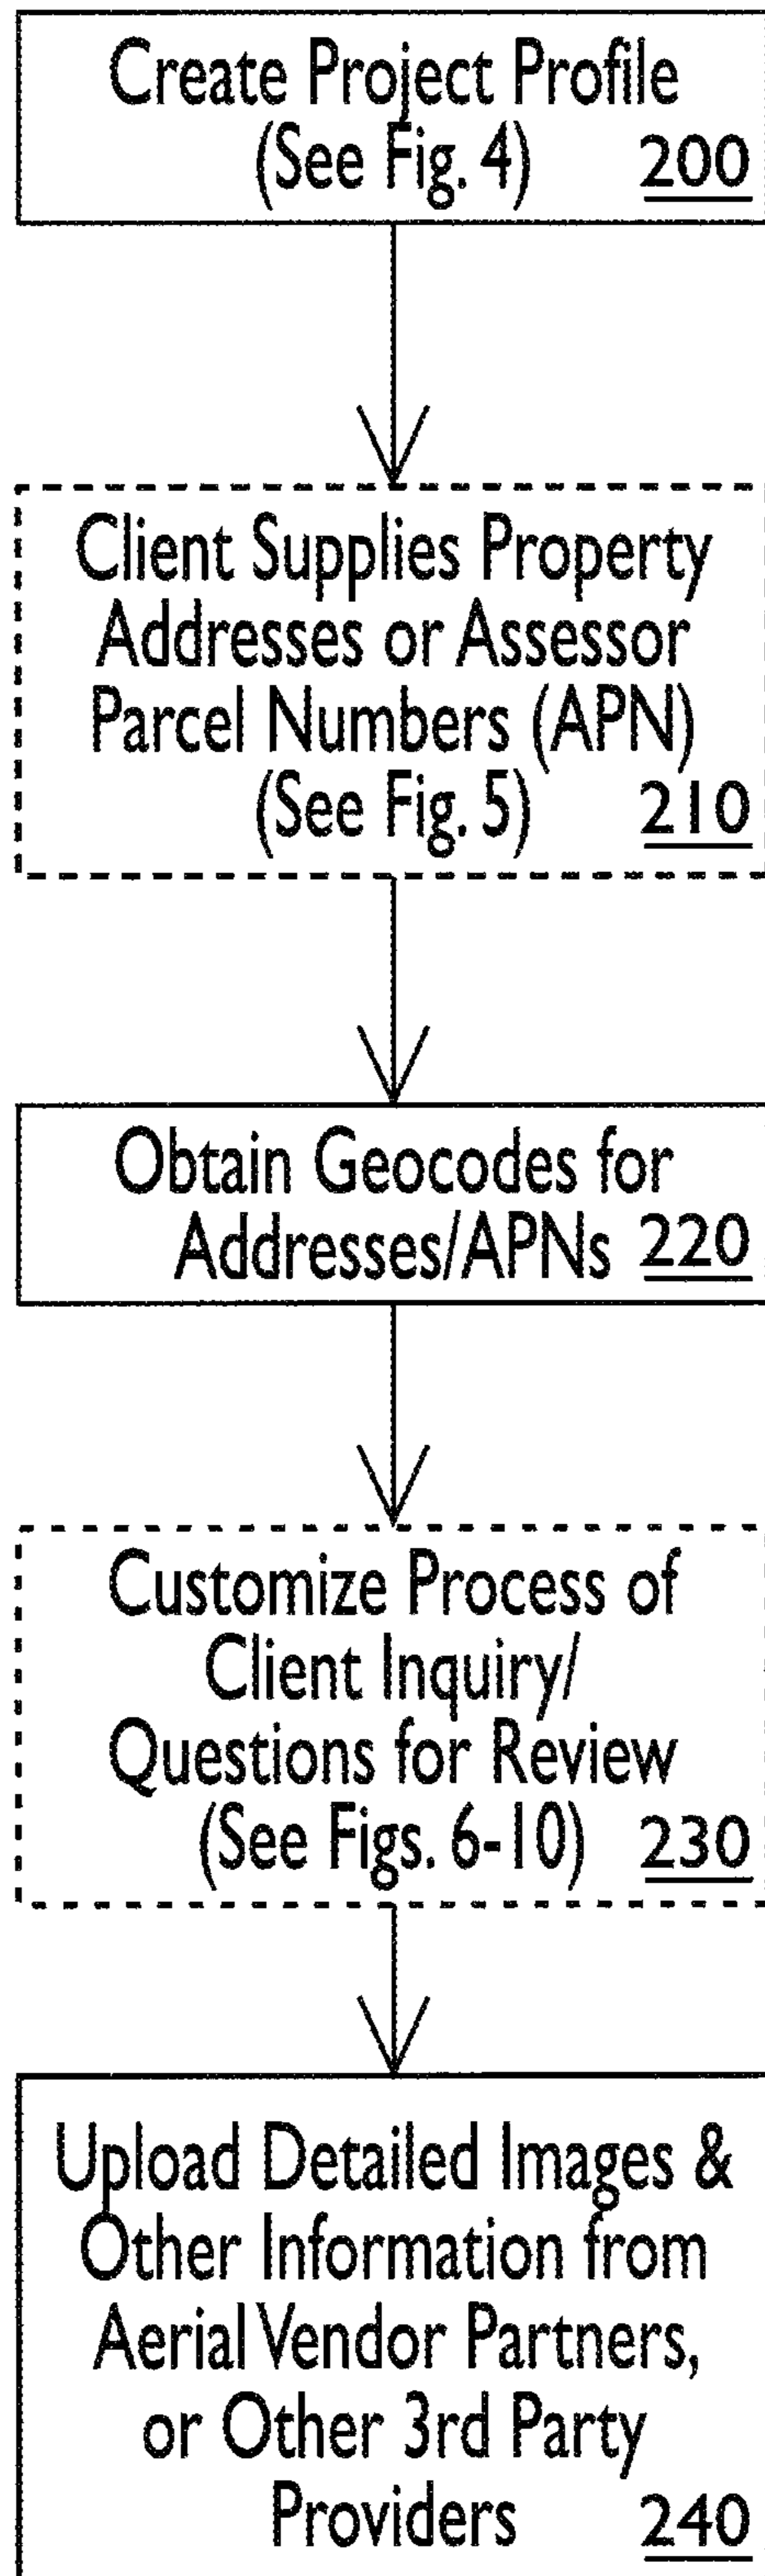 Create Project Profile
(See Fig. 4) 200
Client Supplies Property
Addresses or Assessor
Parcel Numbers (APN)
(See Fig. 5) 210
Obtain Geocodes for
Addresses/APNs 220
Customize Process of
Client Inquiry/
Questions for Review
(See Figs. 6-10) 230
Upload Detailed Images &
Other Information from
Aerial Vendor Partners,
or Other 3rd Party
Providers 240